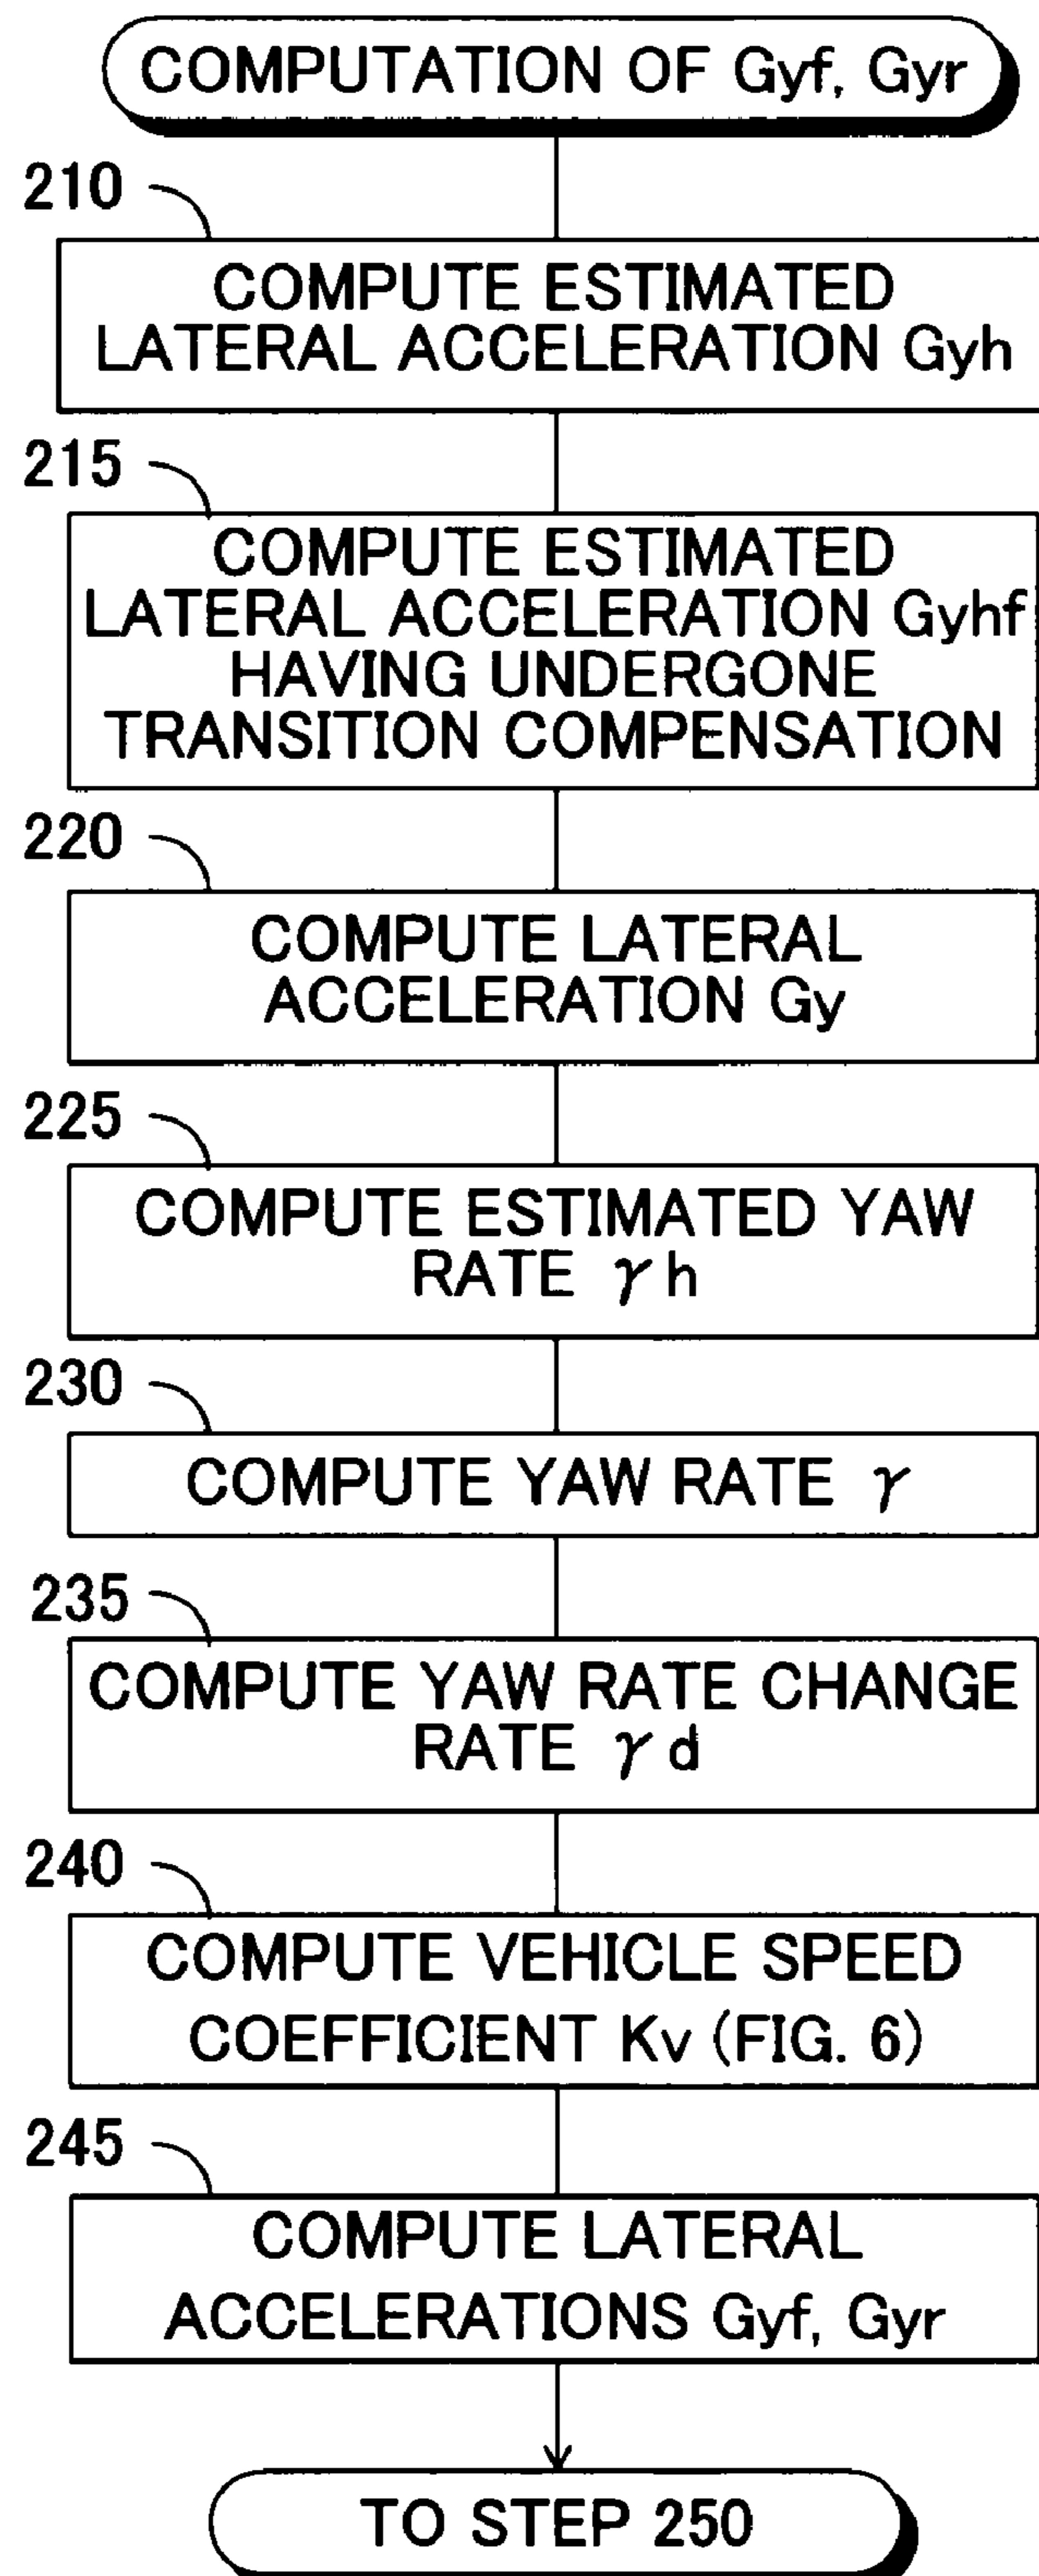 COMPUTATION OF Gyf, Gyr
210
COMPUTE ESTIMATED
LATERAL ACCELERATION Gyh
215
COMPUTE ESTIMATED
LATERAL ACCELERATION Gyhf
HAVING UNDERGONE
TRANSITION COMPENSATION
220
COMPUTE LATERAL
ACCELERATION Gy
225
COMPUTE ESTIMATED YAW
RATE γh
230
COMPUTE YAW RATE γ
235
COMPUTE YAW RATE CHANGE
RATE γd
240
COMPUTE VEHICLE SPEED
COEFFICIENT Kv (FIG. 6)
245
COMPUTE LATERAL
ACCELERATIONS Gyf, Gyr
TO STEP 250